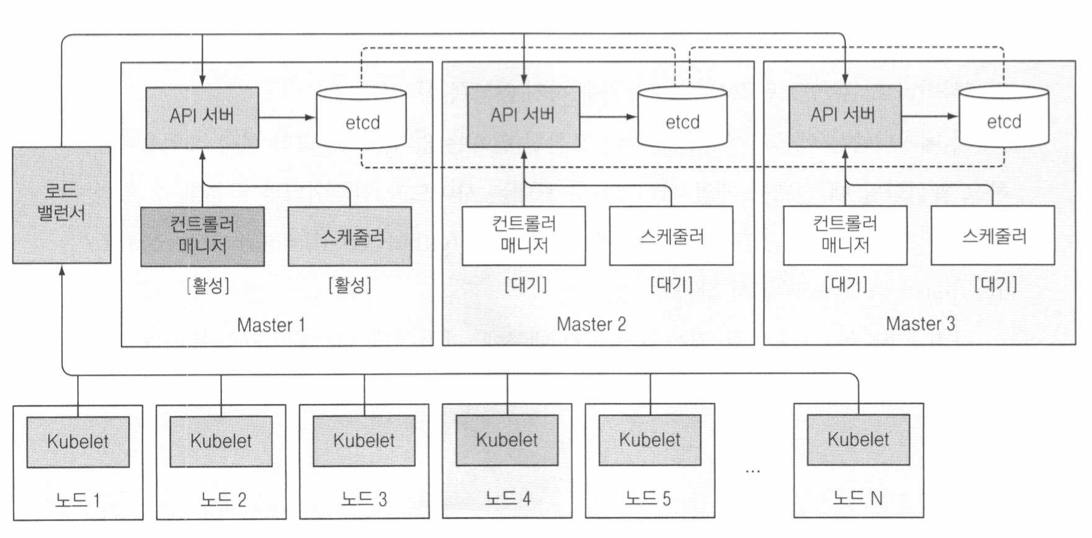 로드
밸런서
API 서버
etcd
컨트롤러
매니저
[활성]
스케줄러
[활성]
Master 1
API 서버
etcd
컨트롤러
매니저
[대기]
스케줄러
[대기]
Master 2
API 서버
etcd
컨트롤러
매니저
[대기]
스케줄러
[대기]
Master 3
Kubelet
노드 1
Kubelet
노드 2
Kubelet
노드 3
Kubelet
노드 4
Kubelet
노드 5
...
Kubelet
노드 N